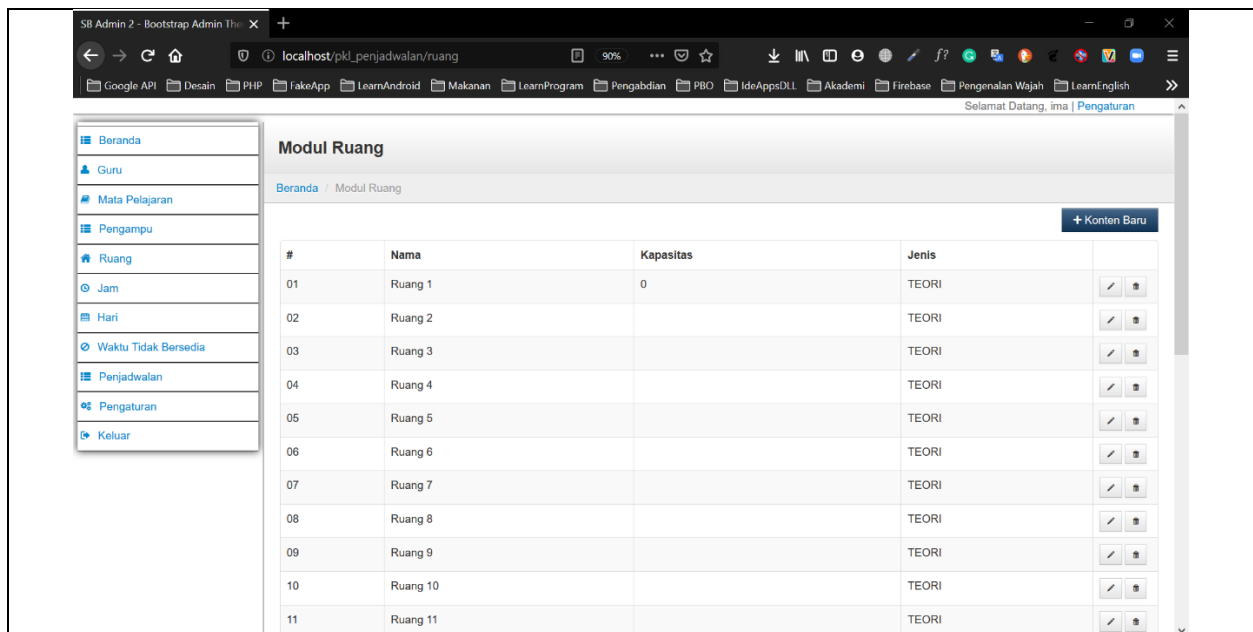 SB Admin 2 - Bootstrap Admin The
localhost/pkl_penjadwalan/ruang 90%
Google API Desain PHP FakeApp LearnAndroid Makanan LearnProgram Pengabdian PBO IdeAppsDLL Akademi Firebase Pengenalan Wajah LearnEnglish
Selamat Datang, ima | Pengaturan
Beranda
Guru
Mata Pelajaran
Pengampu
Ruang
Jam
Hari
Waktu Tidak Bersedia
Penjadwalan
Pengaturan
Keluar
Modul Ruang
Beranda / Modul Ruang
+ Konten Baru
# Nama Kapasitas Jenis
01 Ruang 1 0 TEORI
02 Ruang 2 TEORI
03 Ruang 3 TEORI
04 Ruang 4 TEORI
05 Ruang 5 TEORI
06 Ruang 6 TEORI
07 Ruang 7 TEORI
08 Ruang 8 TEORI
09 Ruang 9 TEORI
10 Ruang 10 TEORI
11 Ruang 11 TEORI